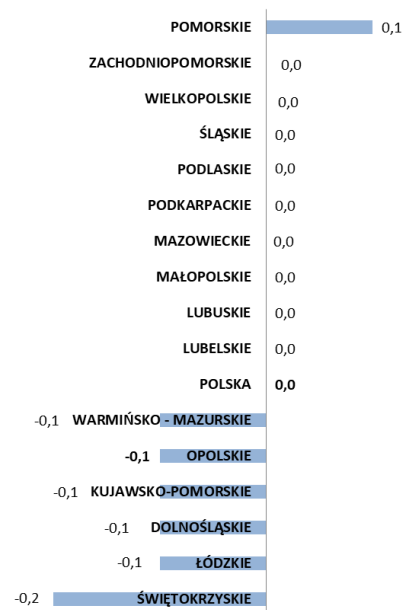 POMORSKIE 0,1
ZACHODNIOPOMORSKIE 0,0
WIELKOPOLSKIE 0,0
ŚLĄSKIE 0,0
PODLASKIE 0,0
PODKARPACKIE 0,0
MAZOWIECKIE 0,0
MAŁOPOLSKIE 0,0
LUBUSKIE 0,0
LUBELSKIE 0,0
POLSKA 0,0
-0,1 WARMIŃSKO - MAZURSKIE
-0,1 OPOLSKIE
-0,1 KUJAWSKO-POMORSKIE
-0,1 DOLNOŚLĄSKIE
-0,1 ŁÓDZKIE
-0,2 ŚWIĘTOKRZYSKIE